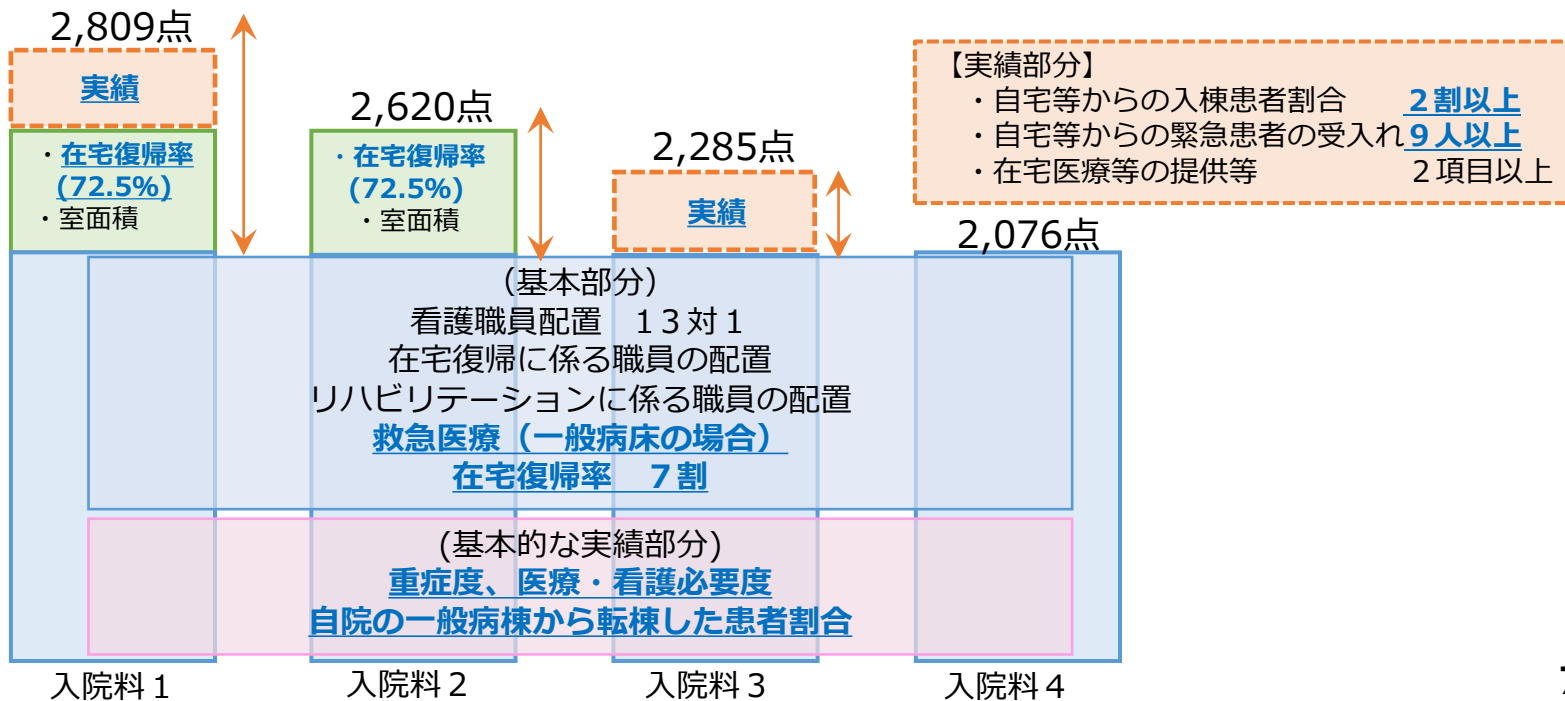 2,809点
実績
・在宅復帰率
(72.5%)
・室面積
2,620点
・在宅復帰率
(72.5%)
・室面積
2,285点
実績
2,076点
【実績部分】
・自宅等からの入棟患者割合 ２割以上
・自宅等からの緊急患者の受入れ ９人以上
・在宅医療等の提供等 ２項目以上
（基本部分）
看護職員配置　１３対１
在宅復帰に係る職員の配置
リハビリテーションに係る職員の配置
救急医療（一般病床の場合）
在宅復帰率　７割
(基本的な実績部分)
重症度、医療・看護必要度
自院の一般病棟から転棟した患者割合
入院料１
入院料２
入院料３
入院料４